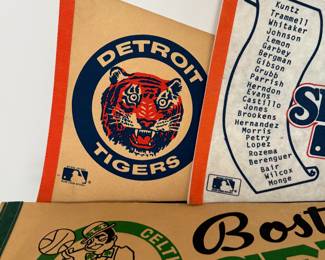 DETROIT
TIGERS
Kuntz
Trammell
Whitaker
Johnson
Lemon
Garbey
Bergman
Gibson
Grubb
Parrish
Herndon
Evans
Castillo
Jones
Brookens
Hernandez
Morris
Petry
Lopez
Rozema
Berenguer
Bair
Wilcox
Monge
Bost
CELTI